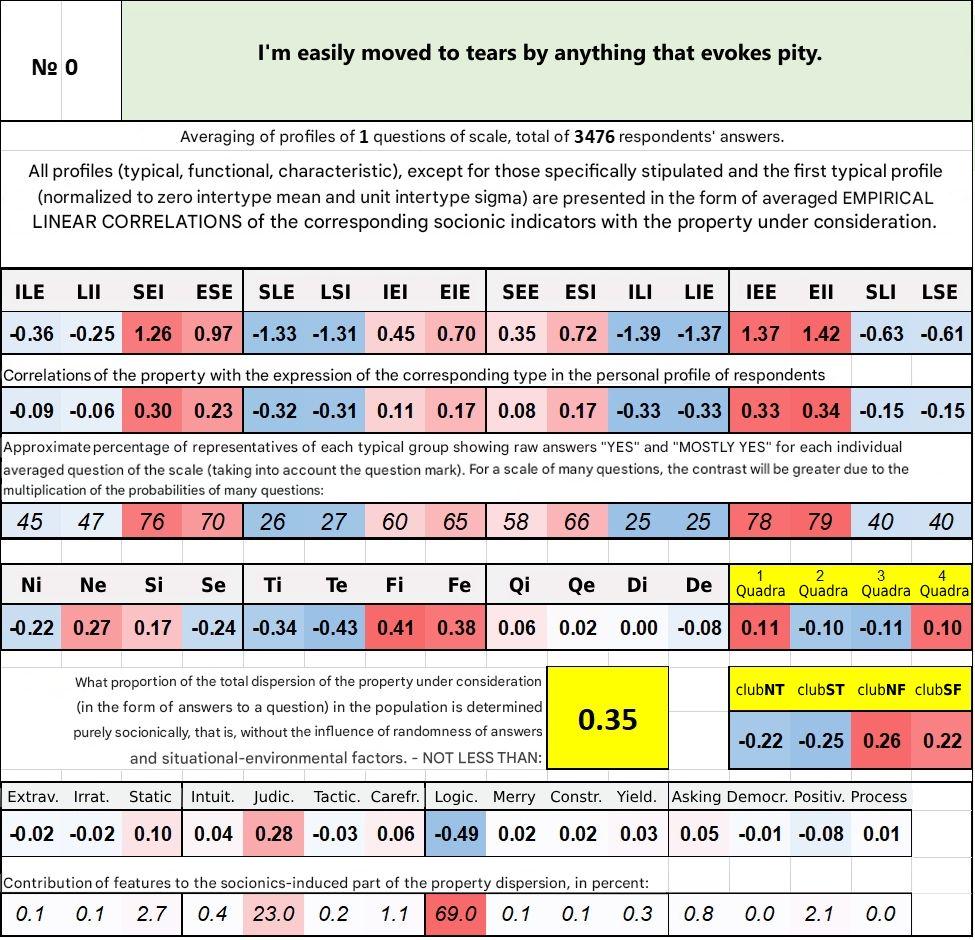 № 0
I'm easily moved to tears by anything that evokes pity.
Averaging of profiles of 1 questions of scale, total of 3476 respondents' answers.
All profiles (typical, functional, characteristic), except for those specifically stipulated and the first typical profile
(normalized to zero intertype mean and unit intertype sigma) are presented in the form of averaged EMPIRICAL
LINEAR CORRELATIONS of the corresponding socionic indicators with the property under consideration.
ILE LII SEI ESE SLE LSI IEI EIE SEE ESI ILI LIE IEE EII SLI LSE
-0.36 -0.25 1.26 0.97 -1.33 -1.31 0.45 0.70 0.35 0.72 -1.39 -1.37 1.37 1.42 -0.63 -0.61
Correlations of the property with the expression of the corresponding type in the personal profile of respondents
-0.09 -0.06 0.30 0.23 -0.32 -0.31 0.11 0.17 0.08 0.17 -0.33 -0.33 0.33 0.34 -0.15 -0.15
Approximate percentage of representatives of each typical group showing raw answers "YES" and "MOSTLY YES" for each individual
averaged question of the scale (taking into account the question mark). For a scale of many questions, the contrast will be greater due to the
multiplication of the probabilities of many questions:
45 47 76 70 26 27 60 65 58 66 25 25 78 79 40 40
Ni Ne Si Se Ti Te Fi Fe Qi Qe Di De 1 Quadra 2 Quadra 3 Quadra 4 Quadra
-0.22 0.27 0.17 -0.24 -0.34 -0.43 0.41 0.38 0.06 0.02 0.00 -0.08 0.11 -0.10 -0.11 0.10
What proportion of the total dispersion of the property under consideration
(in the form of answers to a question) in the population is determined
purely socionically, that is, without the influence of randomness of answers
and situational-environmental factors. - NOT LESS THAN:
0.35
clubNT clubST clubNF clubSF
-0.22 -0.25 0.26 0.22
Extrav. Irrat. Static Intuit. Judic. Tactic. Carefr. Logic. Merry Constr. Yield. Asking Democr. Positiv. Process
-0.02 -0.02 0.10 0.04 0.28 -0.03 0.06 -0.49 0.02 0.02 0.03 0.05 -0.01 -0.08 0.01
Contribution of features to the socionics-induced part of the property dispersion, in percent:
0.1 0.1 2.7 0.4 23.0 0.2 1.1 69.0 0.1 0.1 0.3 0.8 0.0 2.1 0.0